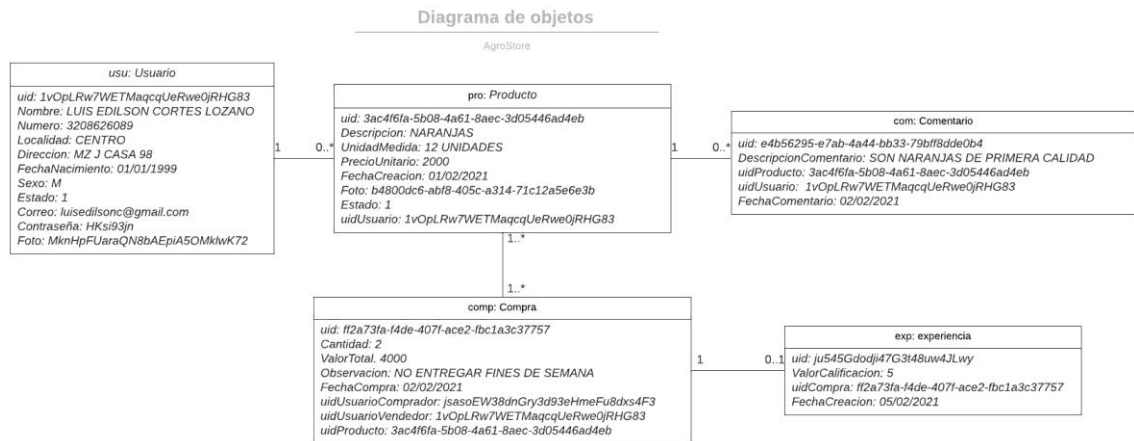 Diagrama de objetos
AgroStore
usu: Usuario
uid: 1vOpLRw7WETMaqcqUeRwe0jRHG83
Nombre: LUIS EDILSON CORTES LOZANO
Numero: 3208626089
Localidad: CENTRO
Direccion: MZ J CASA 98
FechaNacimiento: 01/01/1999
Sexo: M
Estado: 1
Correo: luisedilsonc@gmail.com
Contraseña: HKsi93jn
Foto: MknHpFUaraQN8bAEpiA5OMklwK72
1
0..*
pro: Producto
uid: 3ac4f6fa-5b08-4a61-8aec-3d05446ad4eb
Descripcion: NARANJAS
UnidadMedida: 12 UNIDADES
PrecioUnitario: 2000
FechaCreacion: 01/02/2021
Foto: b4800dc6-abf8-405c-a314-71c12a5e6e3b
Estado: 1
uidUsuario: 1vOpLRw7WETMaqcqUeRwe0jRHG83
1
0..*
com: Comentario
uid: e4b56295-e7ab-4a44-bb33-79bff8dde0b4
DescripcionComentario: SON NARANJAS DE PRIMERA CALIDAD
uidProducto: 3ac4f6fa-5b08-4a61-8aec-3d05446ad4eb
uidUsuario: 1vOpLRw7WETMaqcqUeRwe0jRHG83
FechaComentario: 02/02/2021
1..*
1..*
comp: Compra
uid: ff2a73fa-f4de-407f-ace2-fbc1a3c37757
Cantidad: 2
ValorTotal. 4000
Observacion: NO ENTREGAR FINES DE SEMANA
FechaCompra: 02/02/2021
uidUsuarioComprador: jsasoEW38dnGry3d93eHmeFu8dxs4F3
uidUsuarioVendedor: 1vOpLRw7WETMaqcqUeRwe0jRHG83
uidProducto: 3ac4f6fa-5b08-4a61-8aec-3d05446ad4eb
1
0..1
exp: experiencia
uid: ju545Gdodji47G3t48uw4JLwy
ValorCalificacion: 5
uidCompra: ff2a73fa-f4de-407f-ace2-fbc1a3c37757
FechaCreacion: 05/02/2021